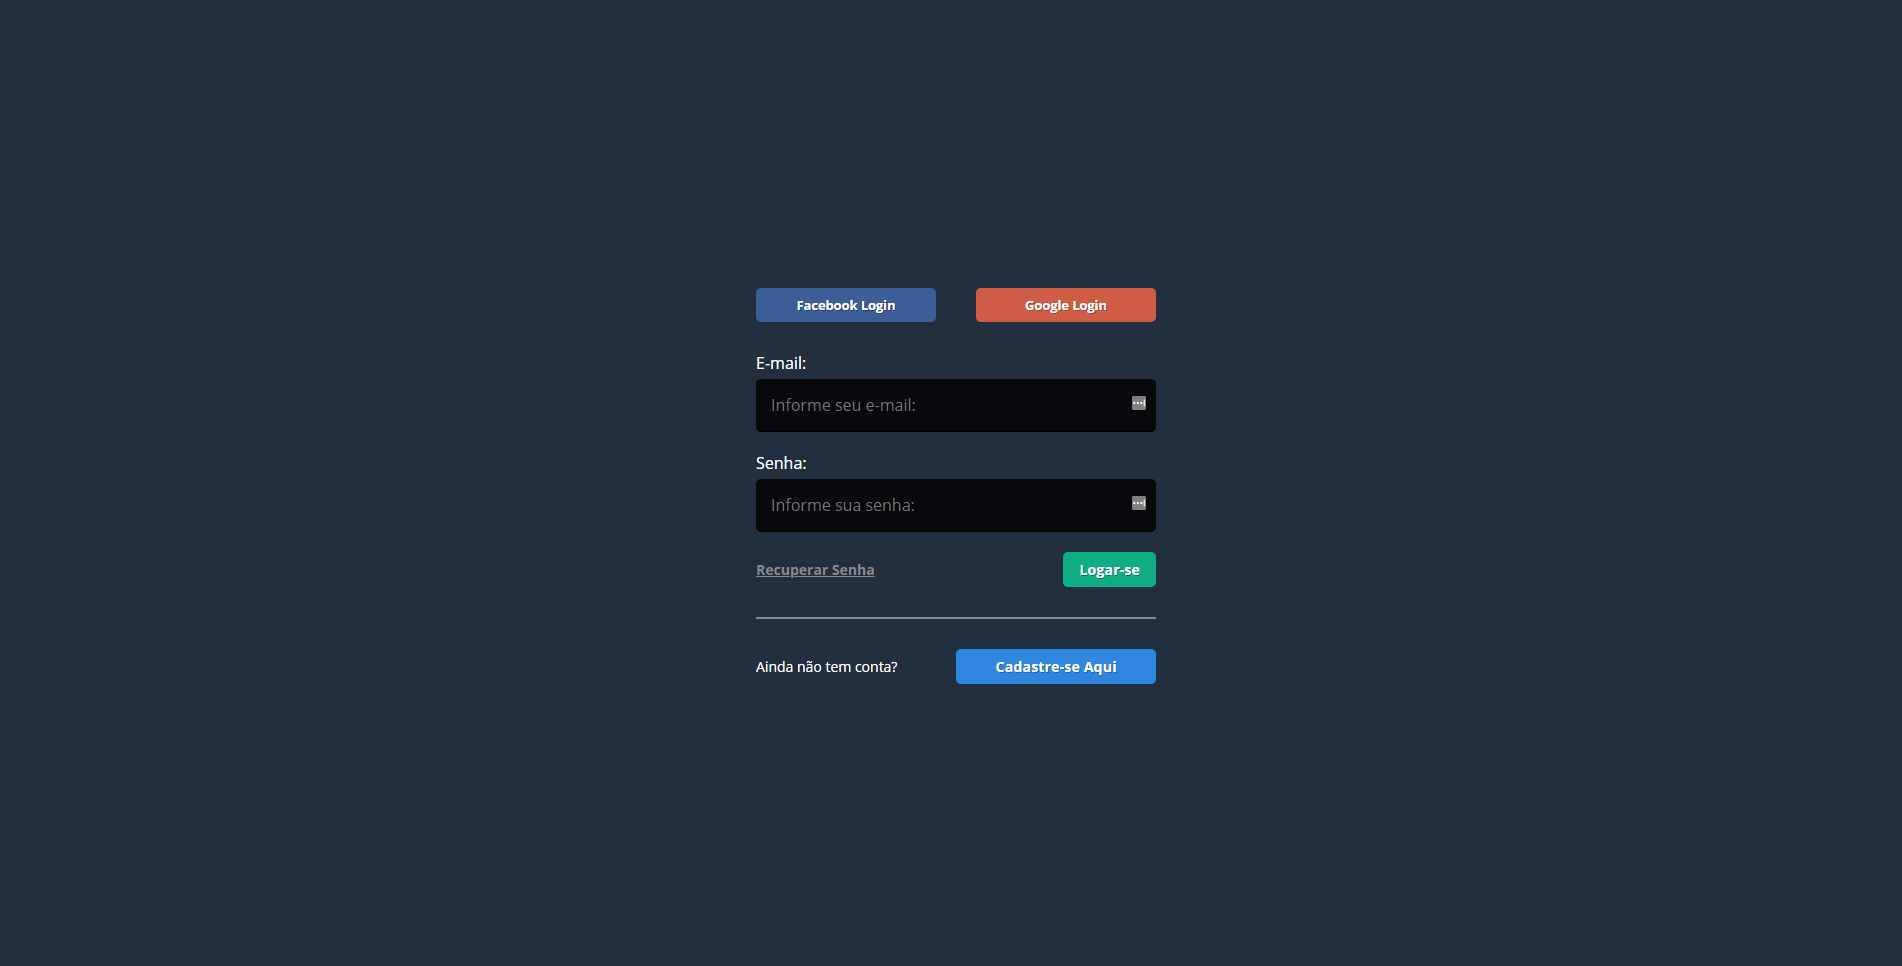 Facebook Login
Google Login
E-mail:
Informe seu e-mail:
Senha:
Informe sua senha:
Recuperar Senha
Logar-se
Ainda não tem conta?
Cadastre-se Aqui